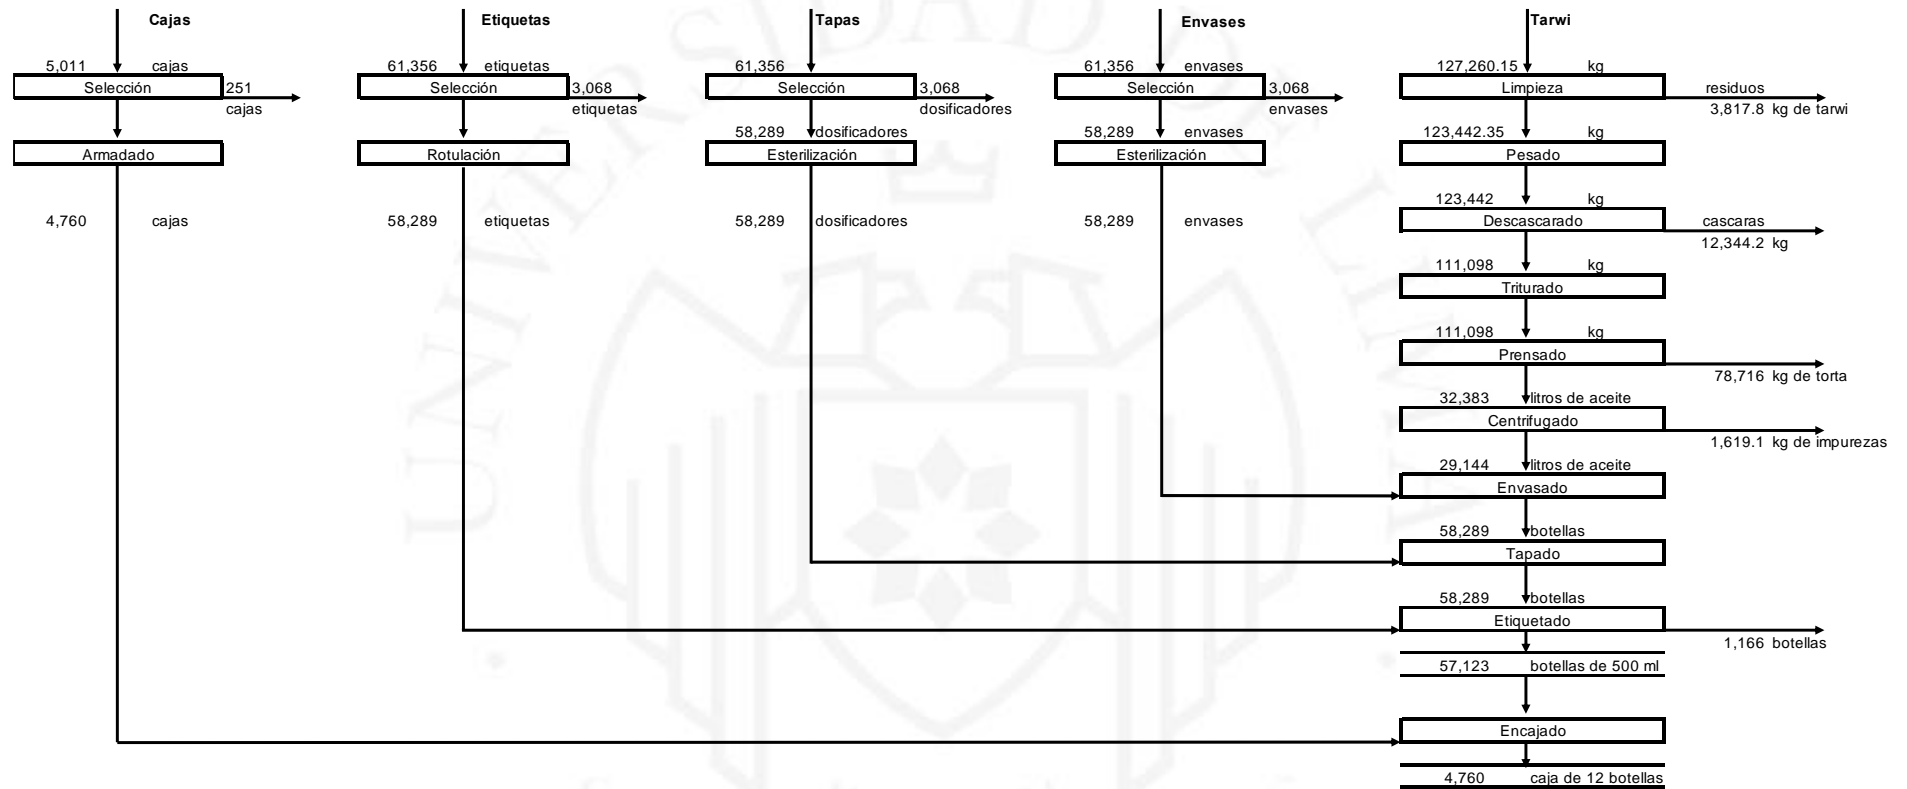 Cajas Etiquetas Tapas Envases Tarwi
5,011 cajas 61,356 etiquetas 61,356 61,356 envases 127,260.15 kg
Selección 251 Selección 3,068 Selección 3,068 Selección 3,068 Limpieza residuos
cajas etiquetas dosificadores envases 3,817.8 kg de tarwi
58,289 dosificadores 58,289 envases 123,442.35 kg
Armadado Rotulación Esterilización Esterilización Pesado
123,442 kg
4,760 cajas 58,289 etiquetas 58,289 dosificadores 58,289 envases Descascarado cascaras
12,344.2 kg
111,098 kg
Triturado
111,098 kg
Prensado
78,716 kg de torta
32,383 litros de aceite
Centrifugado
1,619.1 kg de impurezas
29,144 litros de aceite
Envasado
58,289 botellas
Tapado
58,289 botellas
Etiquetado
1,166 botellas
57,123 botellas de 500 ml
Encajado
4,760 caja de 12 botellas
UNIVERSIDAD DE LIMA